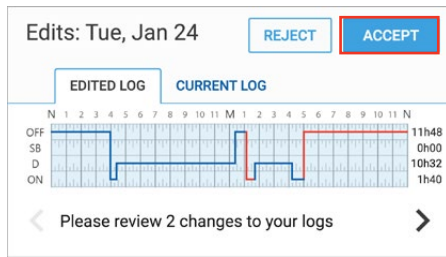 Edits: Tue, Jan 24 REJECT ACCEPT
EDITED LOG CURRENT LOG
N 1 2 3 4 5 6 7 8 9 10 11 M 1 2 3 4 5 6 7 8 9 10 11 N
OFF 11h48
SB 0h00
D 10h32
ON 1h40
Please review 2 changes to your logs